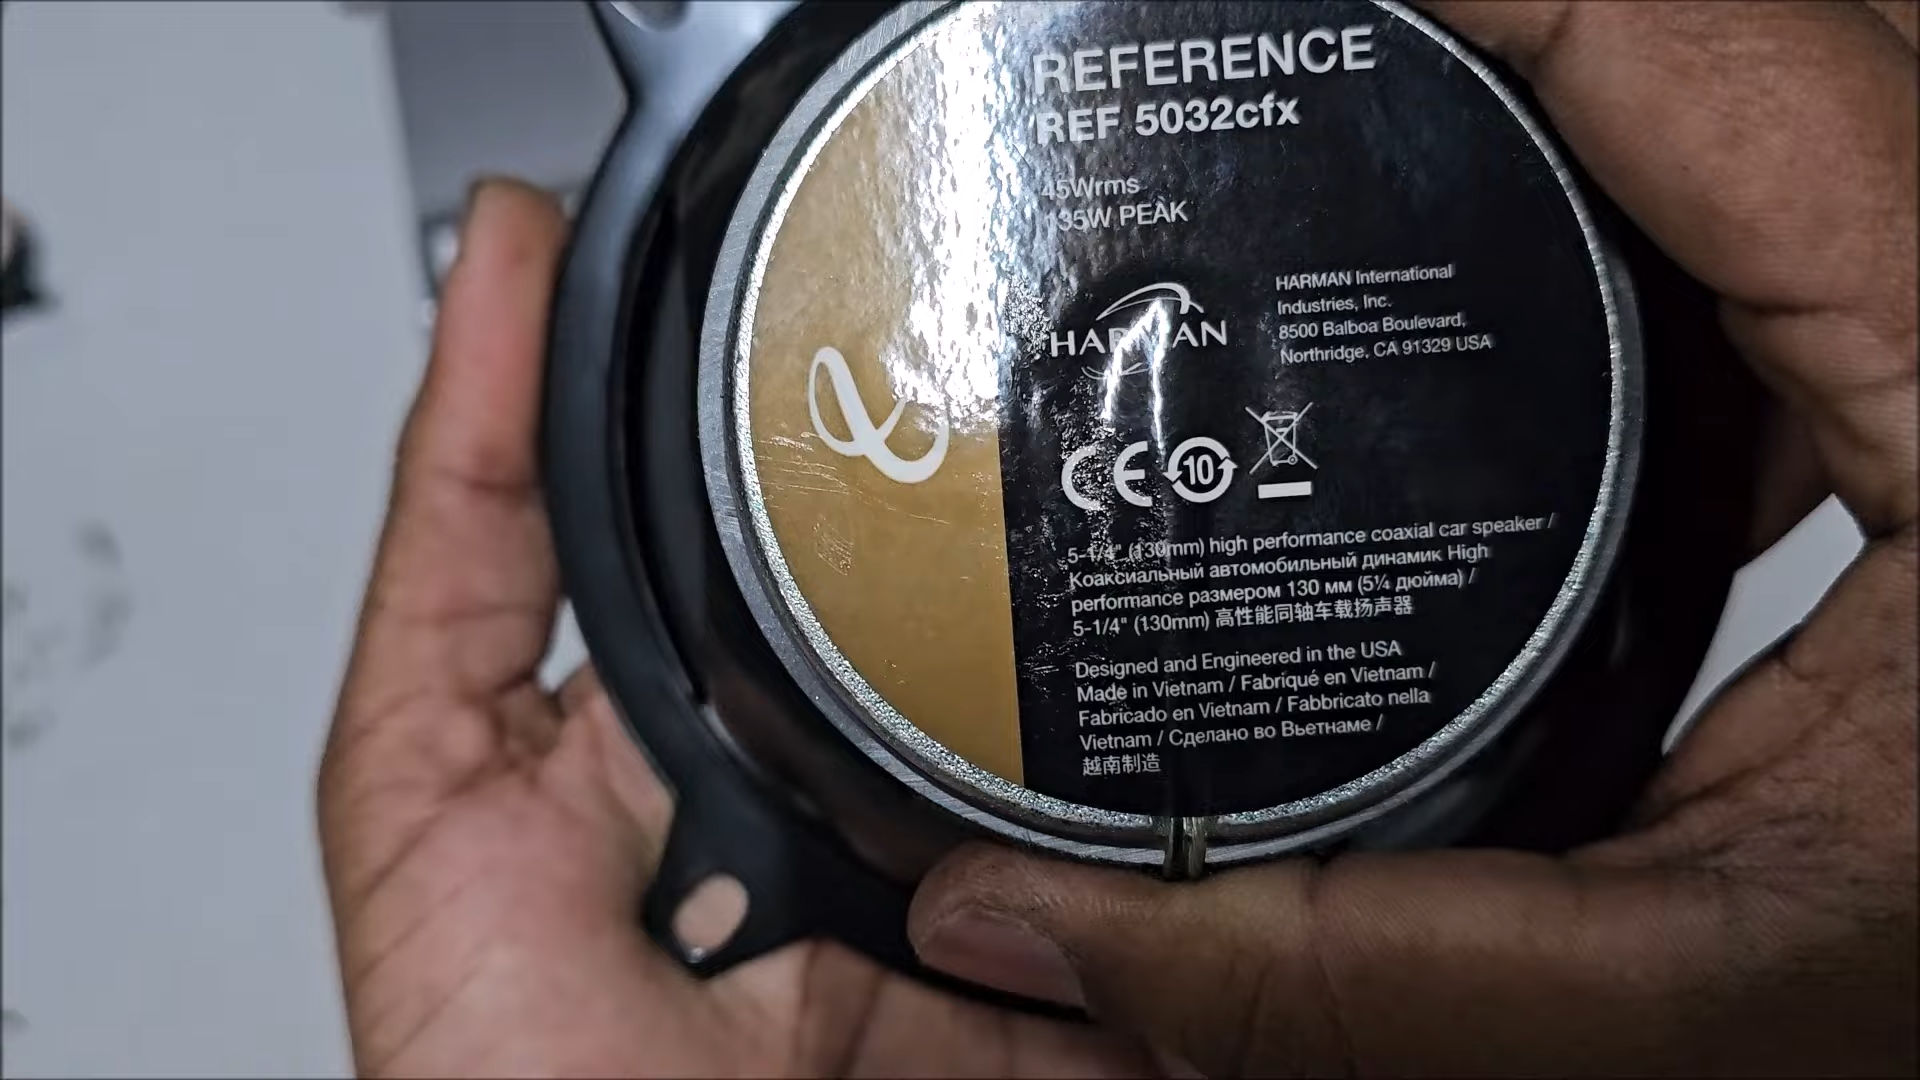 REFERENCE
REF 5032cfx
45Wrms
135W PEAK
HARMAN
HARMAN International
Industries, Inc.
8500 Balboa Boulevard,
Northridge, CA 91329 USA
CE 10
5-1/4" (130mm) high performance coaxial car speaker /
Коаксиальный автомобильный динамик High
performance размером 130 мм (5¼ дюйма) /
5-1/4" (130mm) 高性能同轴车载扬声器
Designed and Engineered in the USA
Made in Vietnam / Fabriqué en Vietnam /
Fabricado en Vietnam / Fabbricato nella
Vietnam / Сделано во Вьетнаме /
越南制造